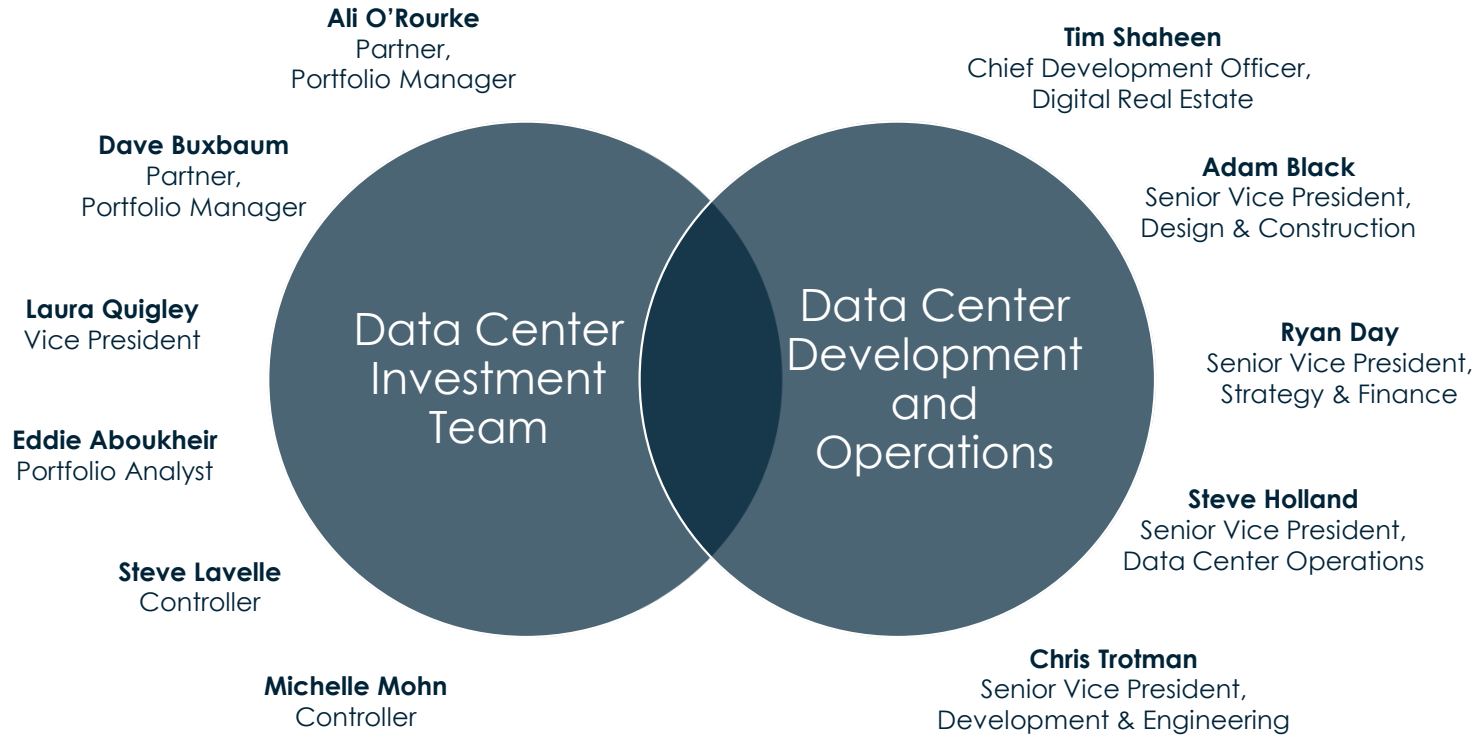 Ali O’Rourke
Partner,
Portfolio Manager
Dave Buxbaum
Partner,
Portfolio Manager
Laura Quigley
Vice President
Eddie Aboukheir
Portfolio Analyst
Steve Lavelle
Controller
Michelle Mohn
Controller
Data Center
Investment
Team
Data Center
Development
and
Operations
Tim Shaheen
Chief Development Officer,
Digital Real Estate
Adam Black
Senior Vice President,
Design & Construction
Ryan Day
Senior Vice President,
Strategy & Finance
Steve Holland
Senior Vice President,
Data Center Operations
Chris Trotman
Senior Vice President,
Development & Engineering